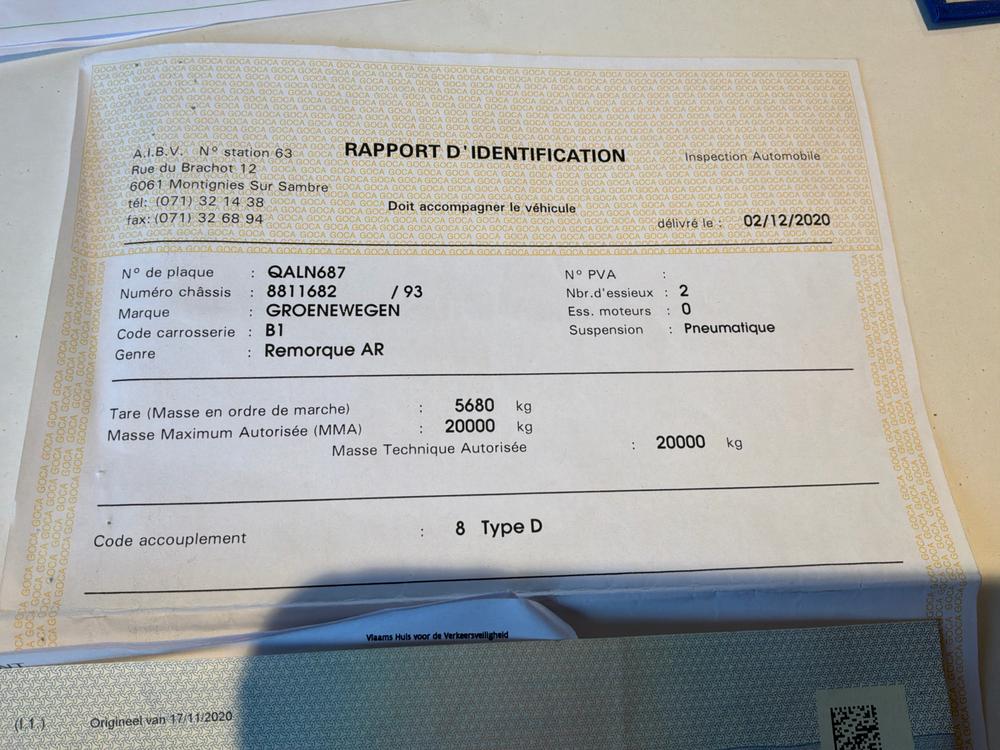 A.I.B.V. N° station 63
Rue du Brachot 12
6061 Montignies Sur Sambre
tél: (071) 32 14 38
fax: (071) 32 68 94
RAPPORT D'IDENTIFICATION
Doit accompagner le véhicule
Inspection Automobile
délivré le : 02/12/2020
N° de plaque : QALN687
Numéro châssis : 8811682 / 93
Marque : GROENEWEGEN
Code carrosserie : B1
Genre : Remorque AR
N° PVA :
Nbr.d'essieux : 2
Ess. moteurs : 0
Suspension : Pneumatique
Tare (Masse en ordre de marche) : 5680 kg
Masse Maximum Autorisée (MMA) : 20000 kg
Masse Technique Autorisée : 20000 kg
Code accouplement : 8 Type D
Vlaams Huis voor de Verkeersveiligheid
(I.1.) Origineel van 17/11/2020